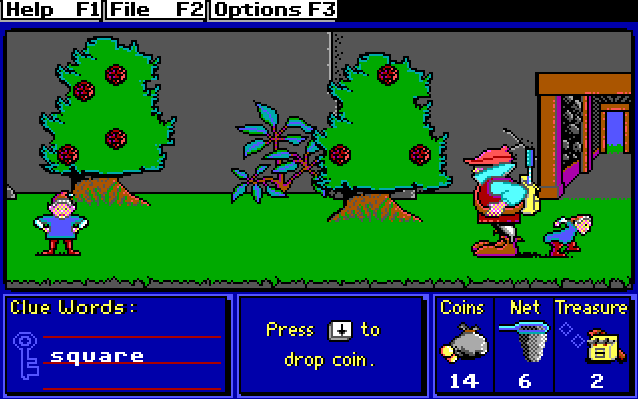 Help F1 File F2 Options F3
Clue Words:
square
Press ↓ to
drop coin.
Coins Net Treasure
14 6 2